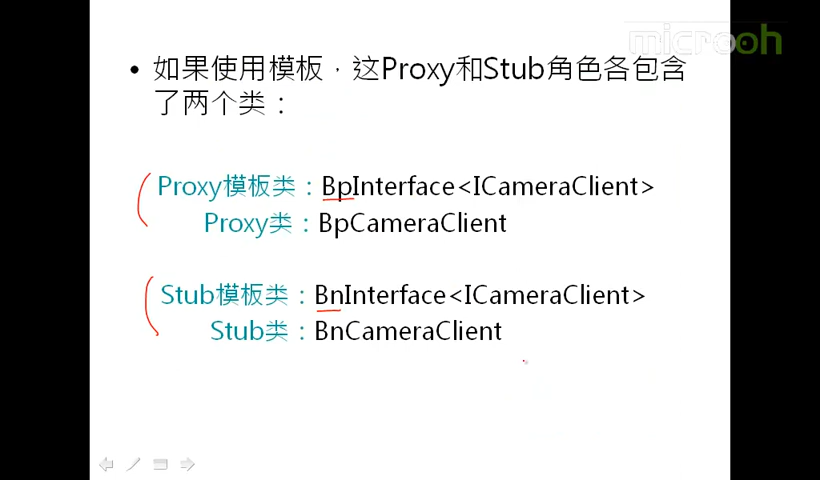 microoh
• 如果使用模板，这Proxy和Stub角色各包含
了两个类：
Proxy模板类：BpInterface<ICameraClient>
Proxy类：BpCameraClient
Stub模板类：BnInterface<ICameraClient>
Stub类：BnCameraClient